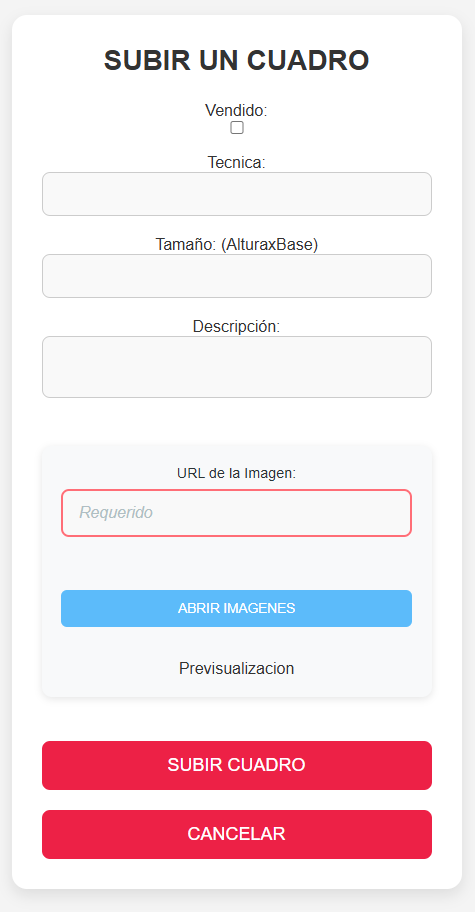 SUBIR UN CUADRO
Vendido:
Tecnica:
Tamaño: (AlturaxBase)
Descripción:
URL de la Imagen:
Requerido
ABRIR IMAGENES
Previsualizacion
SUBIR CUADRO
CANCELAR